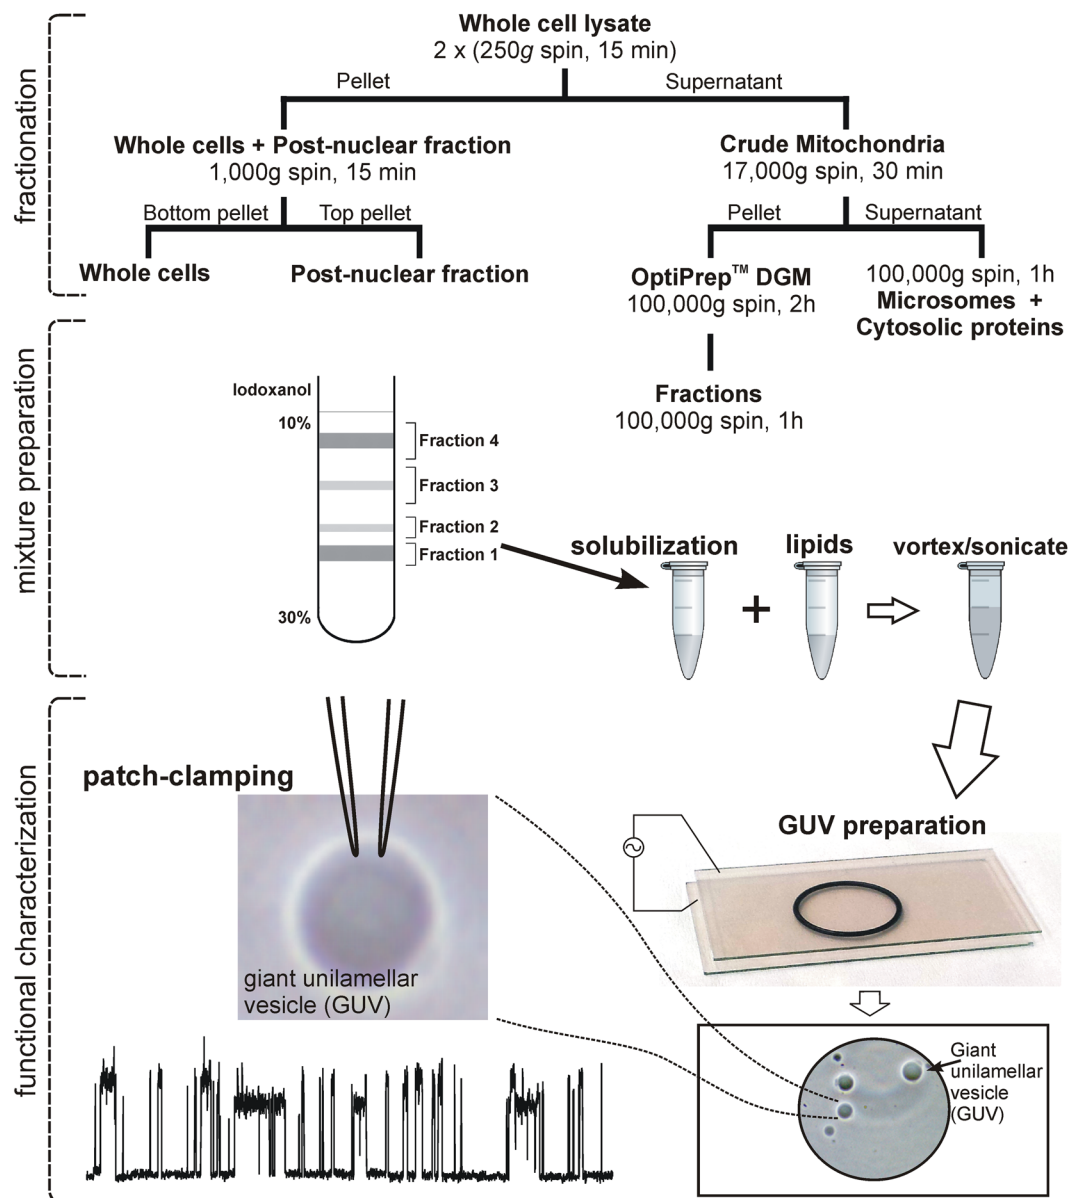 fractionation
Whole cell lysate
2 x (250g spin, 15 min)
Pellet
Supernatant
Whole cells + Post-nuclear fraction
1,000g spin, 15 min
Crude Mitochondria
17,000g spin, 30 min
Bottom pellet
Top pellet
Pellet
Supernatant
Whole cells
Post-nuclear fraction
OptiPrep™ DGM
100,000g spin, 2h
100,000g spin, 1h
Microsomes +
Cytosolic proteins
Fractions
100,000g spin, 1h
mixture preparation
Iodoxanol
10%
Fraction 4
Fraction 3
Fraction 2
Fraction 1
30%
solubilization
+
lipids
vortex/sonicate
functional characterization
patch-clamping
giant unilamellar
vesicle (GUV)
GUV preparation
Giant
unilamellar
vesicle
(GUV)